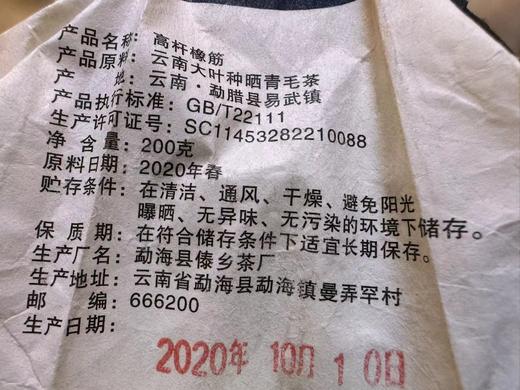 产品名称：高杆橡筋
产品原料：云南大叶种晒青毛茶
产 地：云南·勐腊县易武镇
产品执行标准：GB/T22111
生产许可证号：SC11453282210088
净 含 量：200克
原料日期：2020年春
贮存条件：在清洁、通风、干燥、避免阳光
曝晒、无异味、无污染的环境下储存。
保 质 期：在符合储存条件下适宜长期保存。
生产厂名：勐海县傣乡茶厂
生产地址：云南省勐海县勐海镇曼弄罕村
邮 编：666200
生产日期：
2020年 10月 10日